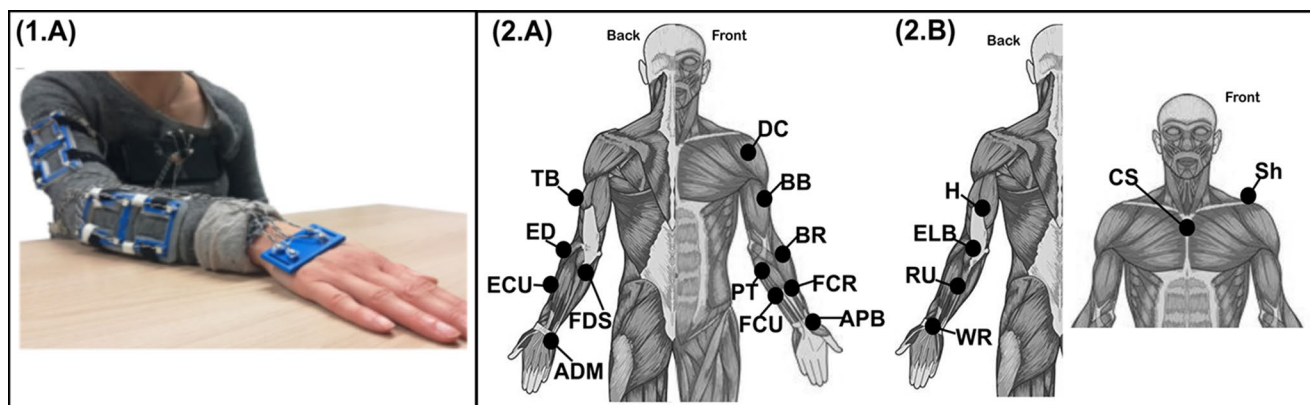 (1.A)
(2.A)
Back
Front
DC
TB
BB
ED
BR
ECU
PT
FCR
FDS
FCU
APB
ADM
(2.B)
Back
Front
CS
Sh
H
ELB
RU
WR